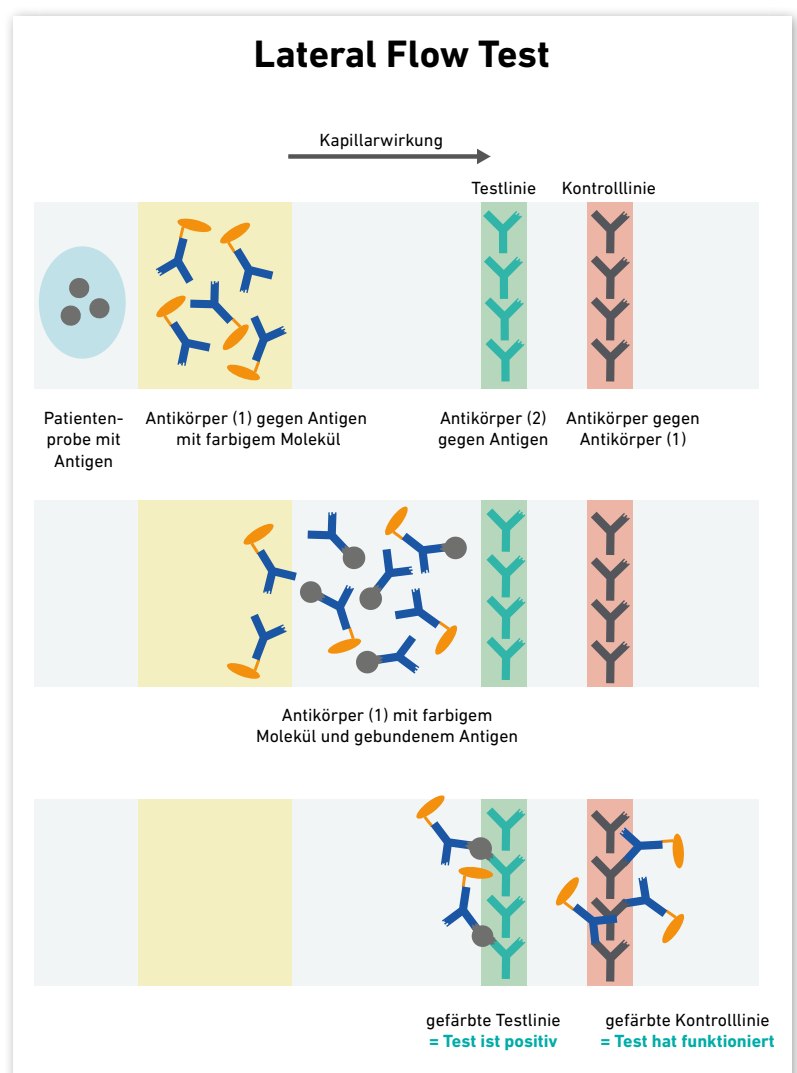 Lateral Flow Test
Kapillarwirkung
Testlinie
Kontrolllinie
Patienten-
probe mit
Antigen
Antikörper (1) gegen Antigen
mit farbigem Molekül
Antikörper (2)
gegen Antigen
Antikörper gegen
Antikörper (1)
Antikörper (1) mit farbigem
Molekül und gebundenem Antigen
gefärbte Testlinie
= Test ist positiv
gefärbte Kontrolllinie
= Test hat funktioniert